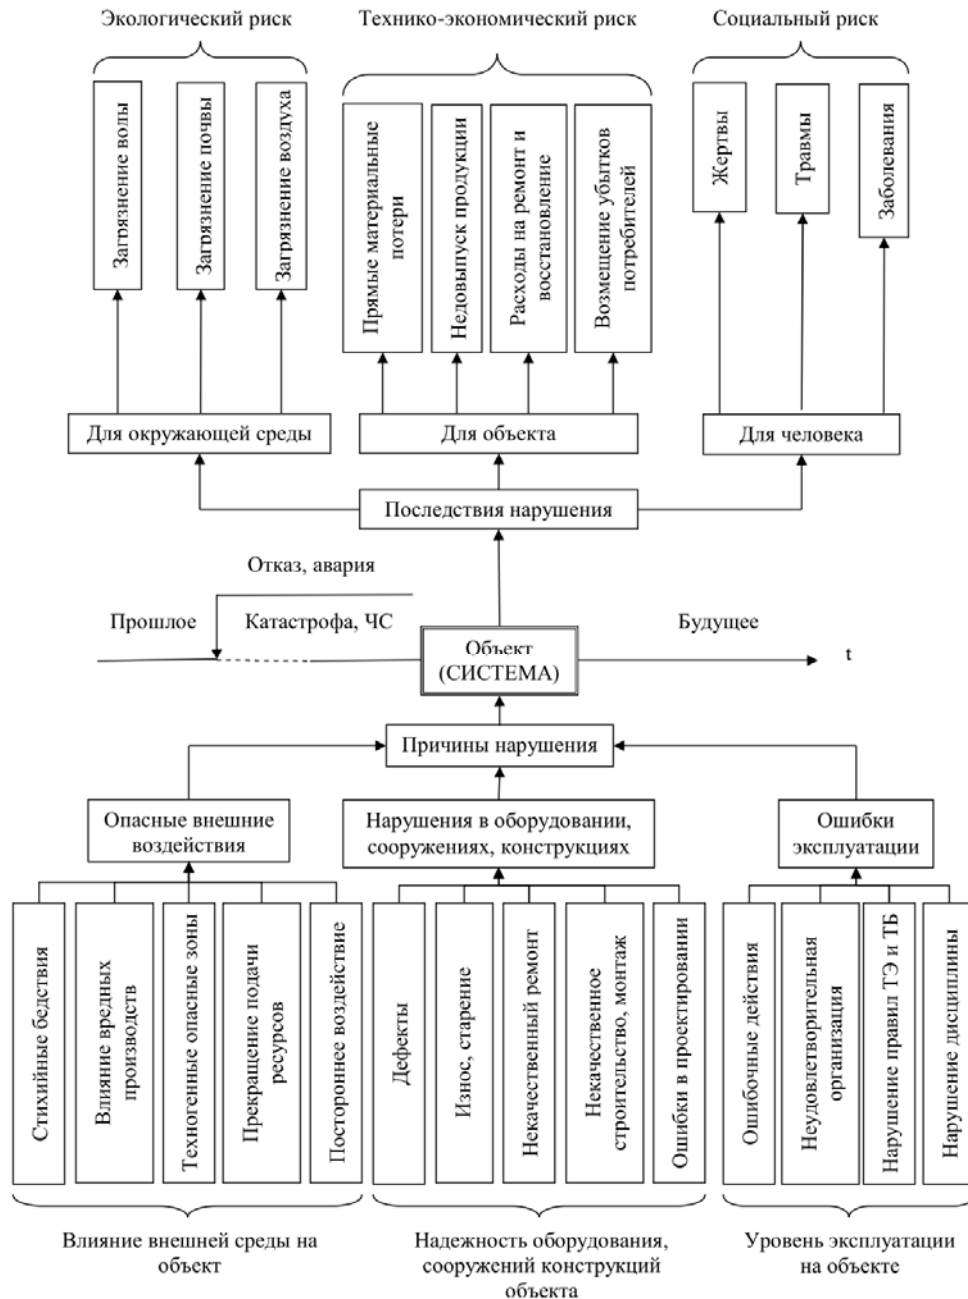 Экологический риск
Технико-экономический риск
Социальный риск
Загрязнение воды
Загрязнение почвы
Загрязнение воздуха
Прямые материальные
потери
Недовыпуск продукции
Расходы на ремонт и
восстановление
Возмещение убытков
потребителей
Жертвы
Травмы
Заболевания
Для окружающей среды
Для объекта
Для человека
Последствия нарушения
Отказ, авария
Прошлое
Катастрофа, ЧС
Будущее
Объект
(СИСТЕМА)
t
Причины нарушения
Опасные внешние
воздействия
Нарушения в оборудовании,
сооружениях, конструкциях
Ошибки
эксплуатации
Стихийные бедствия
Влияние вредных
производств
Техногенные опасные зоны
Прекращение подачи
ресурсов
Постороннее воздействие
Дефекты
Износ, старение
Некачественный ремонт
Некачественное
строительство, монтаж
Ошибки в проектировании
Ошибочные действия
Неудовлетворительная
организация
Нарушение правил ТЭ и ТБ
Нарушение дисциплины
Влияние внешней среды на
объект
Надежность оборудования,
сооружений конструкций
объекта
Уровень эксплуатации
на объекте